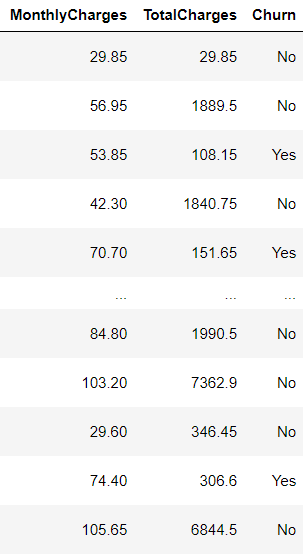 MonthlyCharges TotalCharges Churn
29.85 29.85 No
56.95 1889.5 No
53.85 108.15 Yes
42.30 1840.75 No
70.70 151.65 Yes
... ... ...
84.80 1990.5 No
103.20 7362.9 No
29.60 346.45 No
74.40 306.6 Yes
105.65 6844.5 No